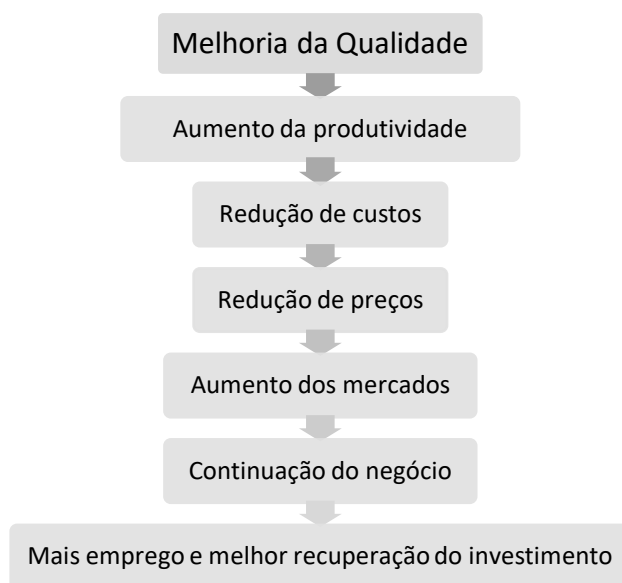 Melhoria da Qualidade
Aumento da produtividade
Redução de custos
Redução de preços
Aumento dos mercados
Continuação do negócio
Mais emprego e melhor recuperação do investimento